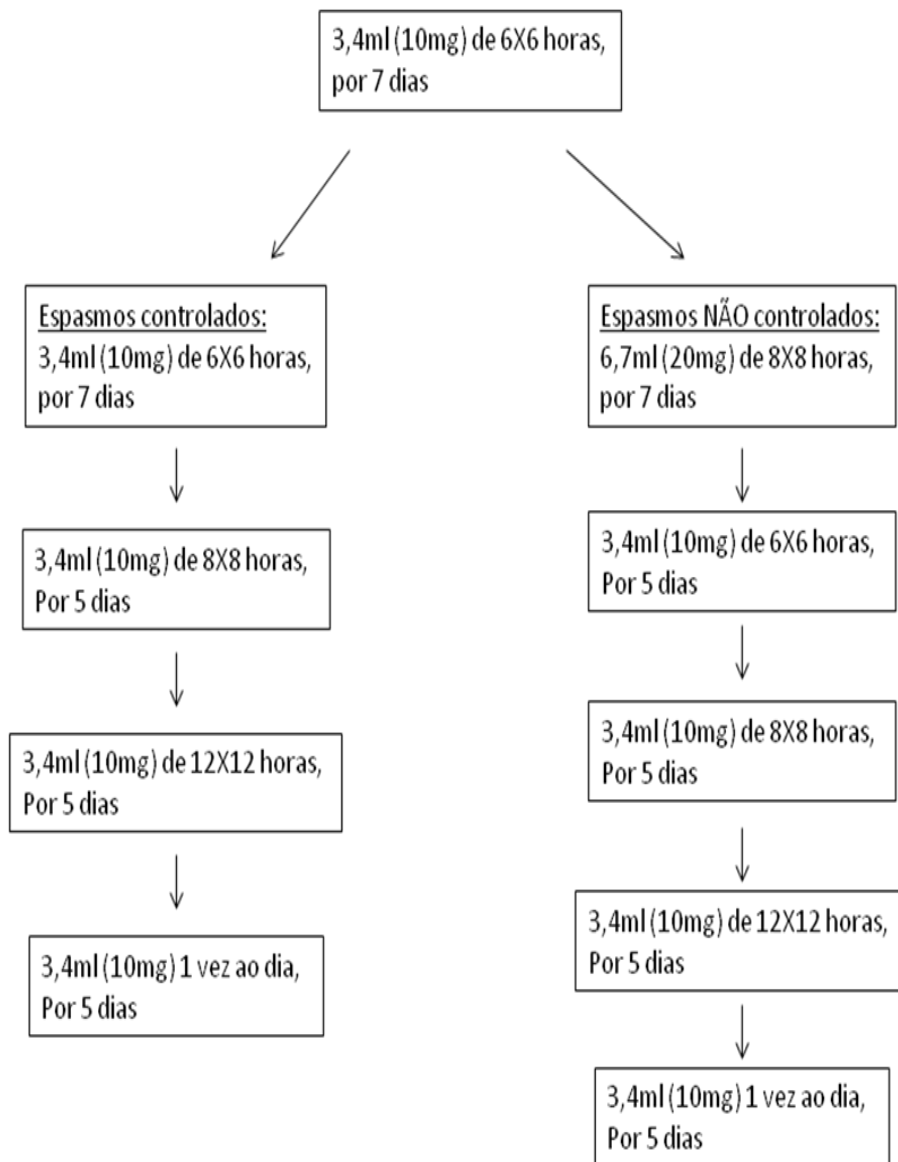 3,4ml (10mg) de 6X6 horas,
por 7 dias
Espasmos controlados:
3,4ml (10mg) de 6X6 horas,
por 7 dias
3,4ml (10mg) de 8X8 horas,
Por 5 dias
3,4ml (10mg) de 12X12 horas,
Por 5 dias
3,4ml (10mg) 1 vez ao dia,
Por 5 dias
Espasmos NÃO controlados:
6,7ml (20mg) de 8X8 horas,
por 7 dias
3,4ml (10mg) de 6X6 horas,
Por 5 dias
3,4ml (10mg) de 8X8 horas,
Por 5 dias
3,4ml (10mg) de 12X12 horas,
Por 5 dias
3,4ml (10mg) 1 vez ao dia,
Por 5 dias